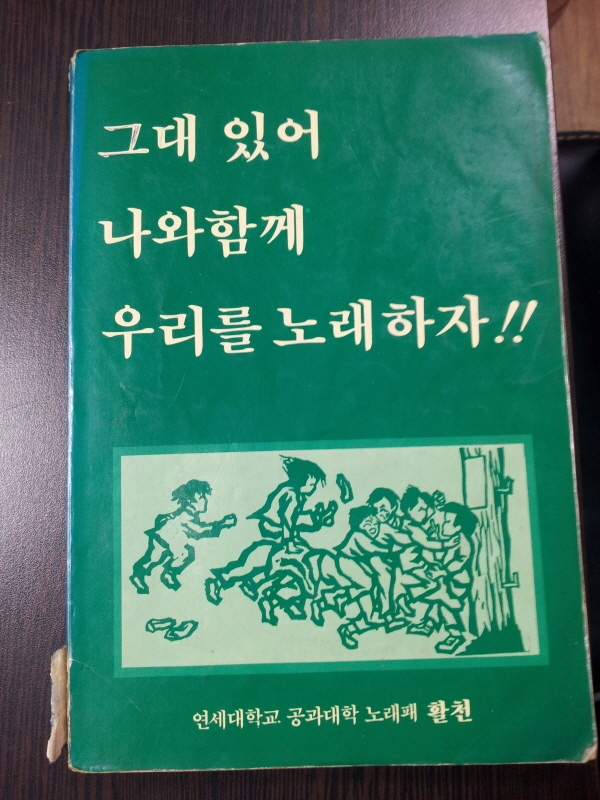 그대 있어
나와함께
우리를 노래하자!!
연세대학교 공과대학 노래패 활천